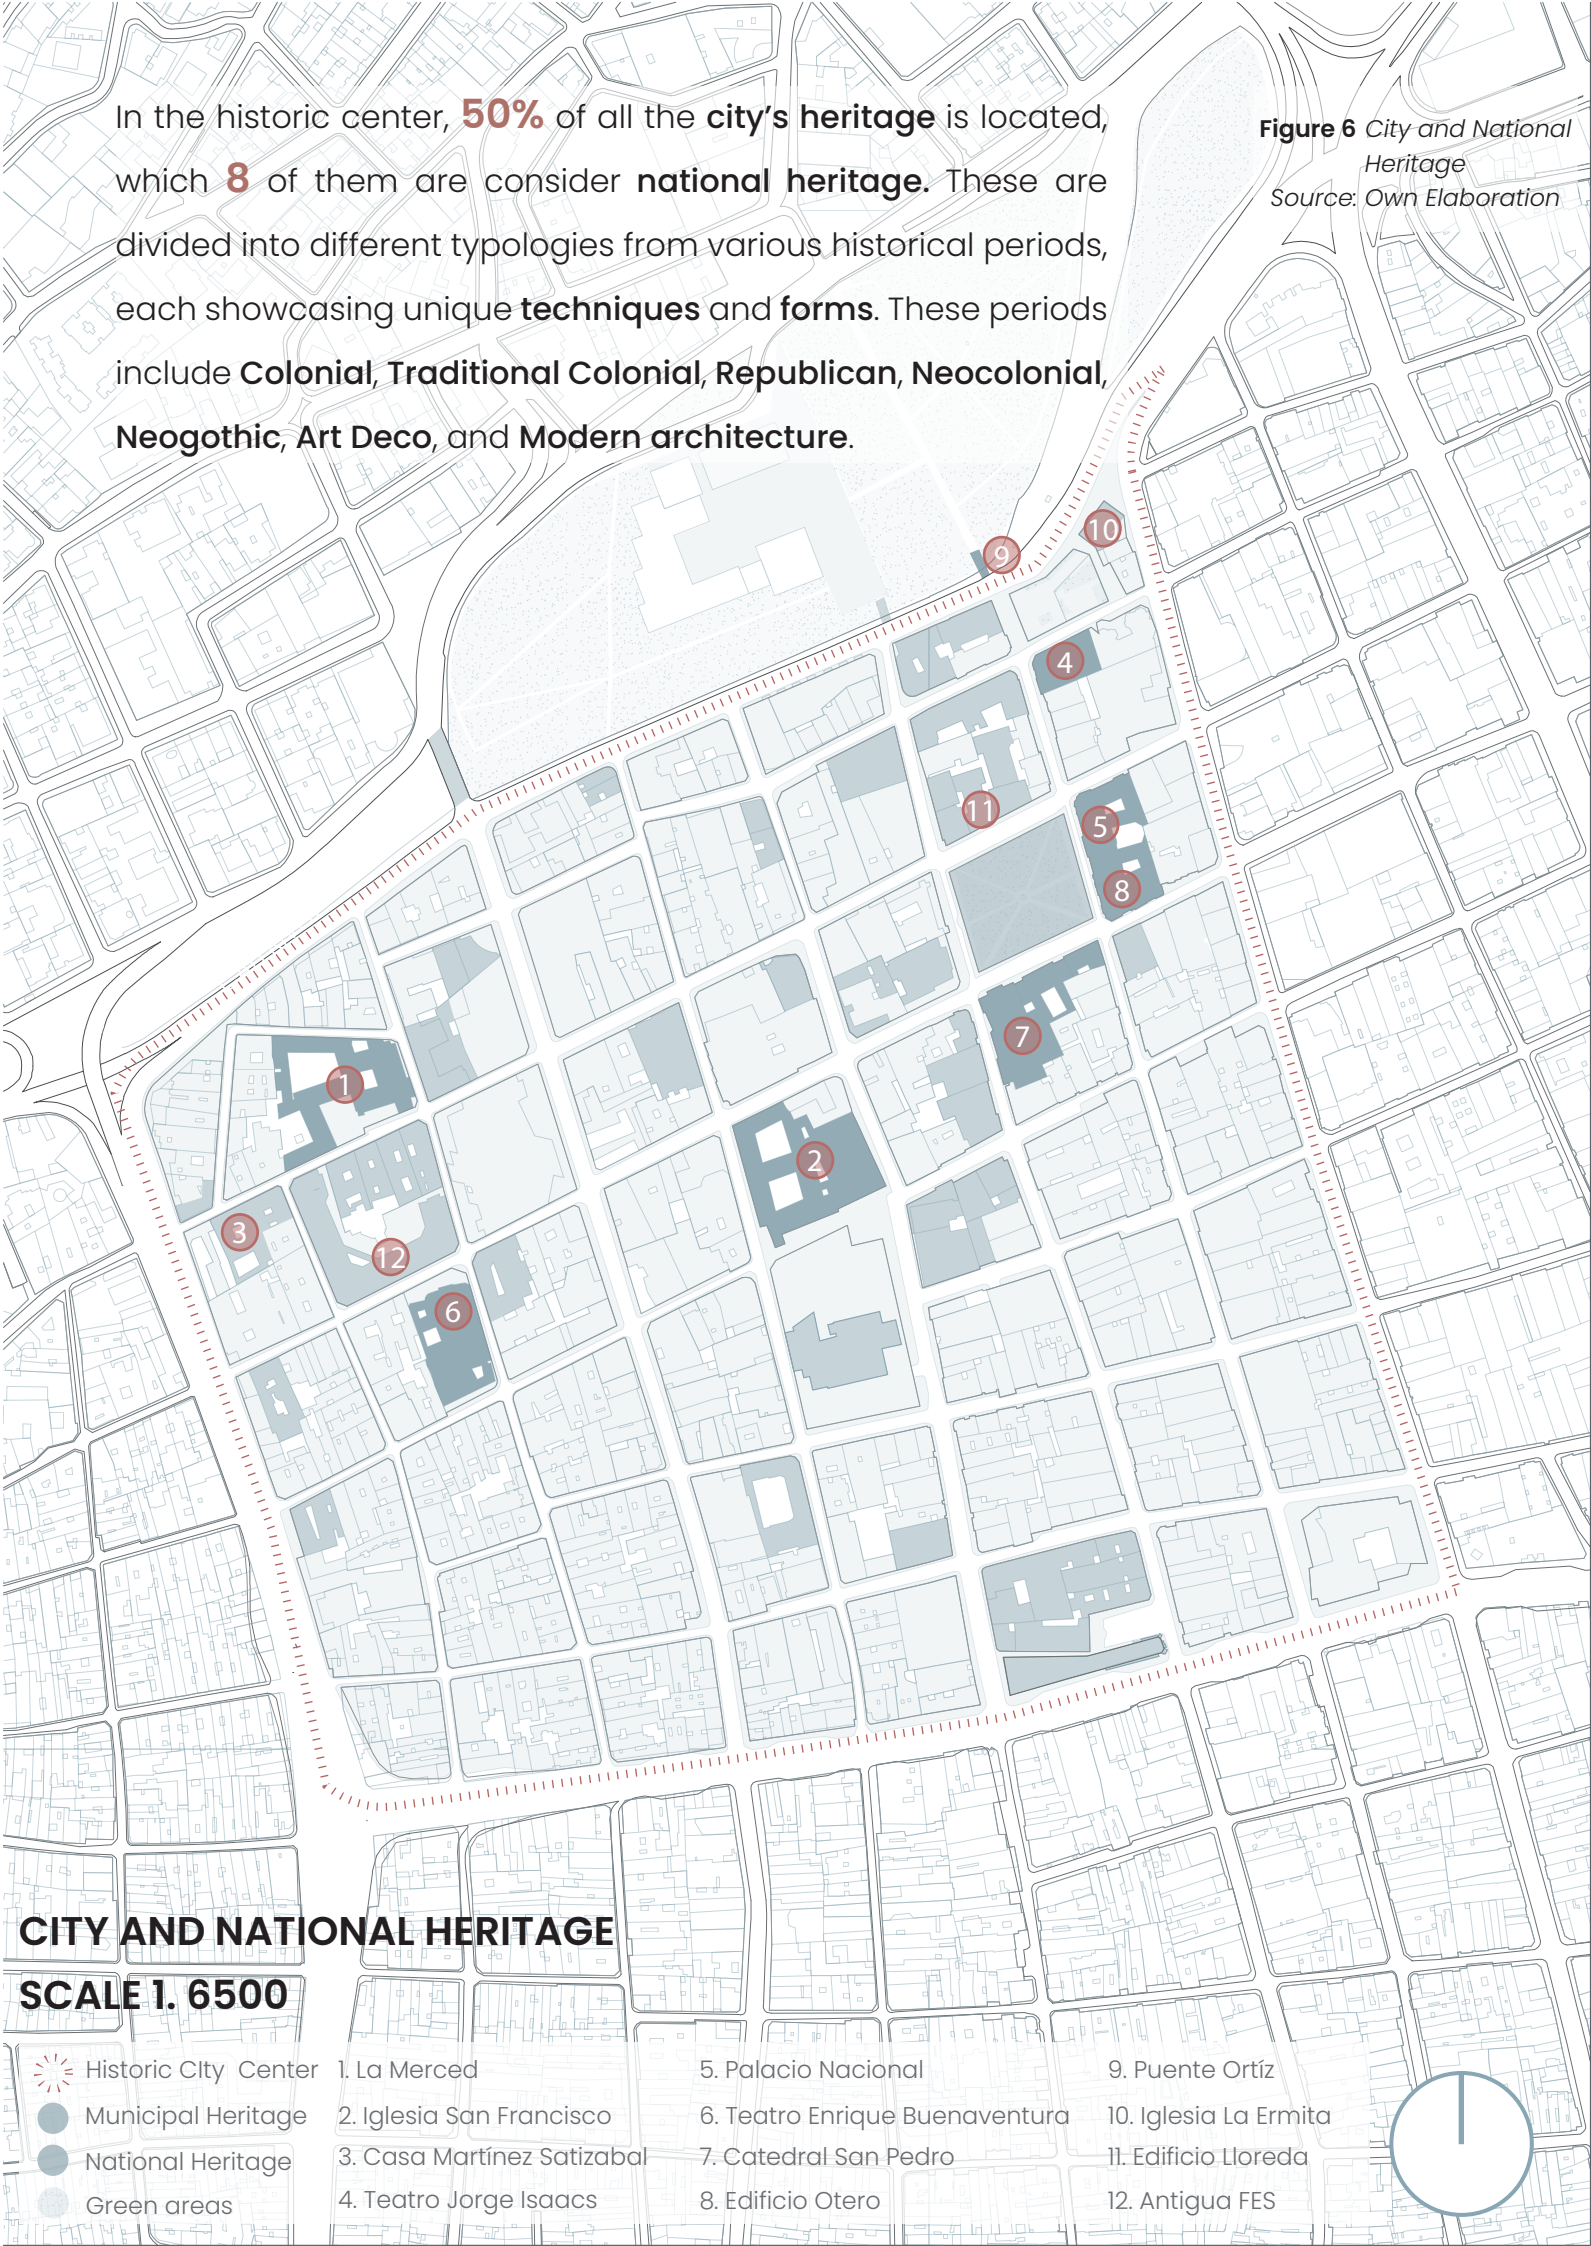 In the historic center, 50% of all the city's heritage is located,
which 8 of them are consider national heritage. These are
divided into different typologies from various historical periods,
each showcasing unique techniques and forms. These periods
include Colonial, Traditional Colonial, Republican, Neocolonial,
Neogothic, Art Deco, and Modern architecture.
Figure 6 City and National
Heritage
Source: Own Elaboration
9
10
4
11
5
8
7
1
2
3
12
6
CITY AND NATIONAL HERITAGE
SCALE 1. 6500
Historic CIty Center
Municipal Heritage
National Heritage
Green areas
1. La Merced
2. Iglesia San Francisco
3. Casa Martínez Satizabal
4. Teatro Jorge Isaacs
5. Palacio Nacional
6. Teatro Enrique Buenaventura
7. Catedral San Pedro
8. Edificio Otero
9. Puente Ortíz
10. Iglesia La Ermita
11. Edificio Lloreda
12. Antigua FES